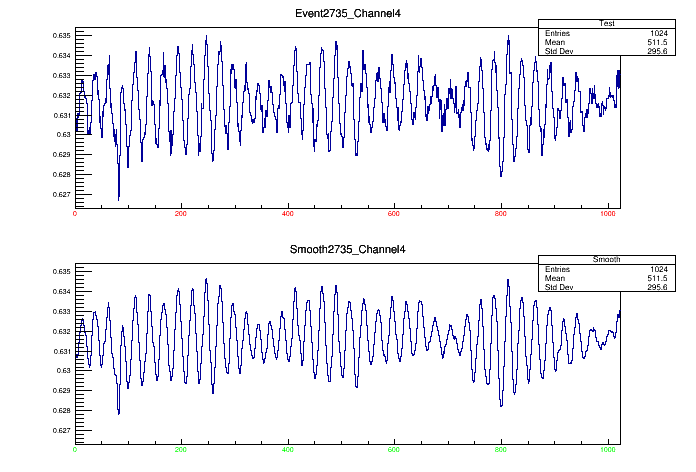 Event2735_Channel4
Test
Entries 1024
Mean 511.5
Std Dev 295.6
0.635
0.634
0.633
0.632
0.631
0.63
0.629
0.628
0.627
0 200 400 600 800 1000
Smooth2735_Channel4
Smooth
Entries 1024
Mean 511.5
Std Dev 295.6
0.635
0.634
0.633
0.632
0.631
0.63
0.629
0.628
0.627
0 200 400 600 800 1000